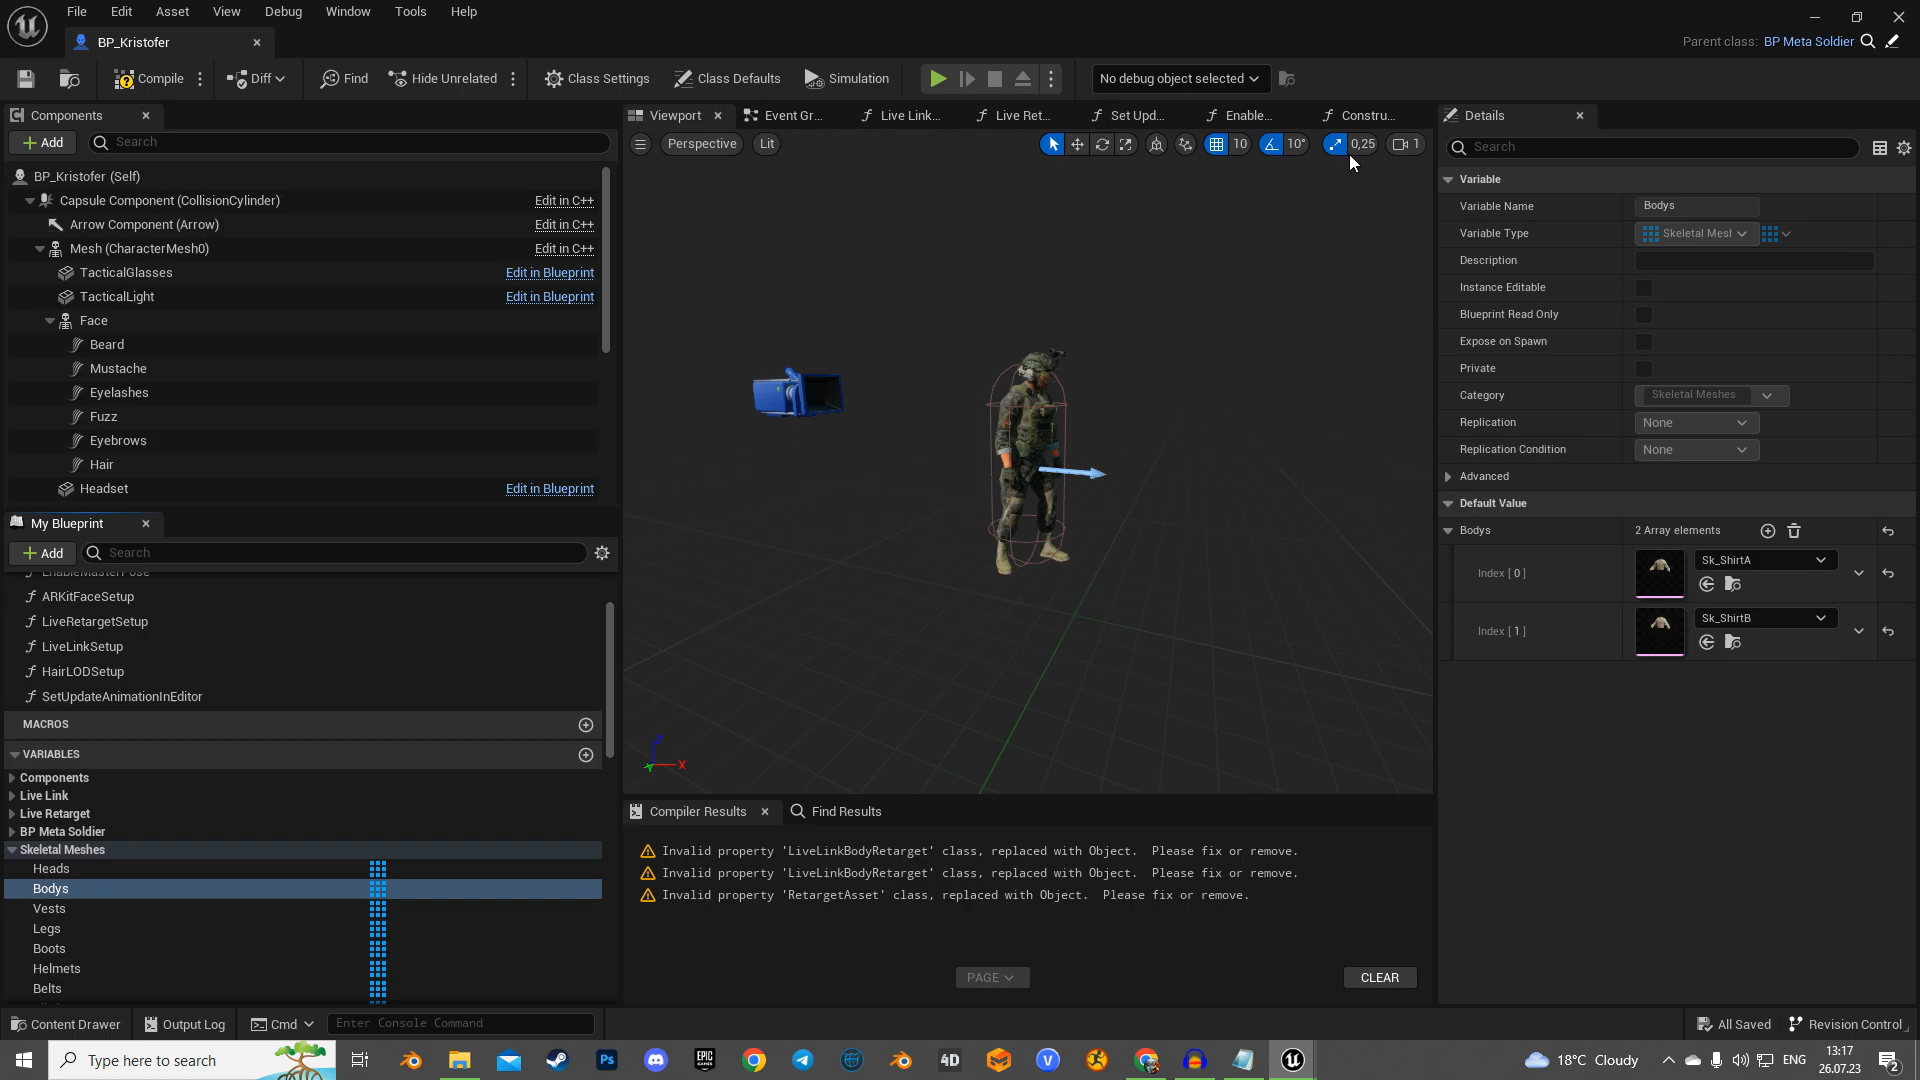 File Edit Asset View Debug Window Tools Help
BP_Kristofer
Parent class: BP Meta Soldier
Compile
Diff
Find
Hide Unrelated
Class Settings
Class Defaults
Simulation
No debug object selected
Components
Add
Search
BP_Kristofer (Self)
Capsule Component (CollisionCylinder) Edit in C++
Arrow Component (Arrow) Edit in C++
Mesh (CharacterMesh0) Edit in C++
TacticalGlasses Edit in Blueprint
TacticalLight Edit in Blueprint
Face
Beard
Mustache
Eyelashes
Fuzz
Eyebrows
Hair
Headset Edit in Blueprint
My Blueprint
Add
Search
EnableMasterPose
ARKitFaceSetup
LiveRetargetSetup
LiveLinkSetup
HairLODSetup
SetUpdateAnimationInEditor
MACROS
VARIABLES
Components
Live Link
Live Retarget
BP Meta Soldier
Skeletal Meshes
Heads
Bodys
Vests
Legs
Boots
Helmets
Belts
Viewport
Event Gr...
Live Link...
Live Ret...
Set Upd...
Enable...
Constru...
Perspective
Lit
10
10°
0,25
1
Z
X
Y
Compiler Results
Find Results
Invalid property 'LiveLinkBodyRetarget' class, replaced with Object. Please fix or remove.
Invalid property 'LiveLinkBodyRetarget' class, replaced with Object. Please fix or remove.
Invalid property 'RetargetAsset' class, replaced with Object. Please fix or remove.
PAGE
CLEAR
Details
Search
Variable
Variable Name Bodys
Variable Type Skeletal Mesh
Description
Instance Editable
Blueprint Read Only
Expose on Spawn
Private
Category Skeletal Meshes
Replication None
Replication Condition None
Advanced
Default Value
Bodys 2 Array elements
Index [ 0 ] Sk_ShirtA
Index [ 1 ] Sk_ShirtB
Content Drawer
Output Log
Cmd
Enter Console Command
All Saved
Revision Control
Type here to search
Ps
EPIC GAMES
4D
V
18°C Cloudy
ENG
13:17
26.07.23
2